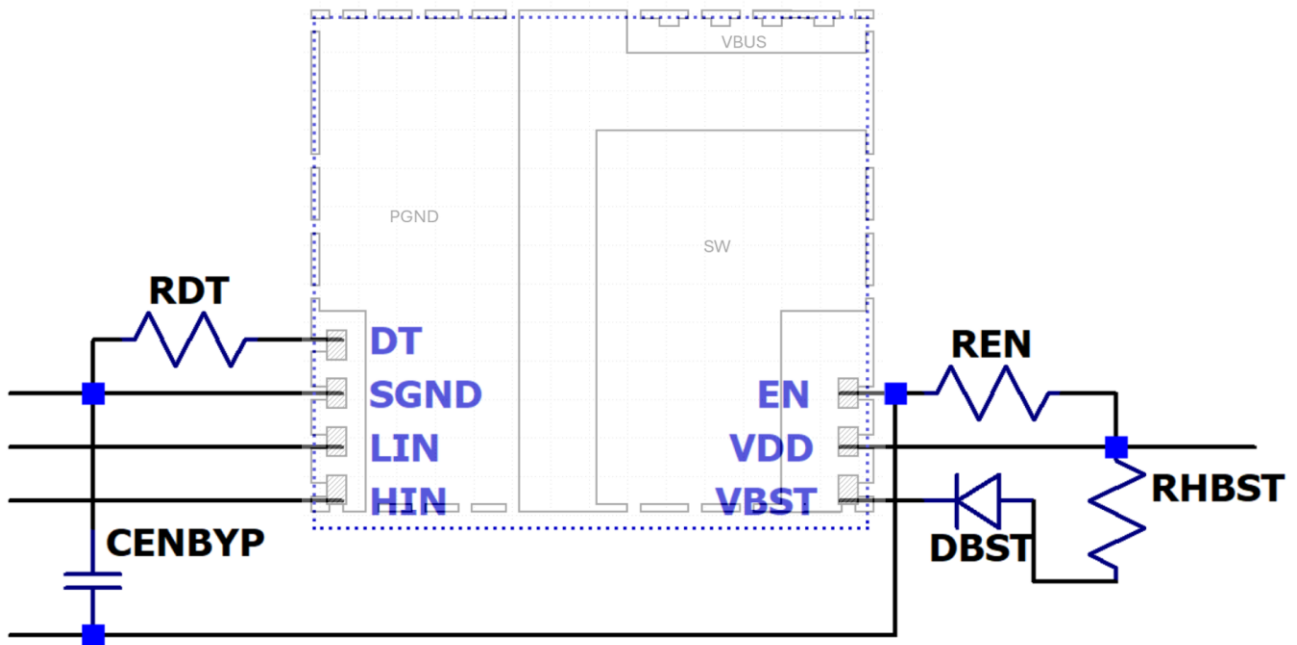 VBUS
PGND
SW
RDT
DT
REN
SGND
EN
LIN
VDD
RHBST
HIN
VBST
CENBYP
DBST